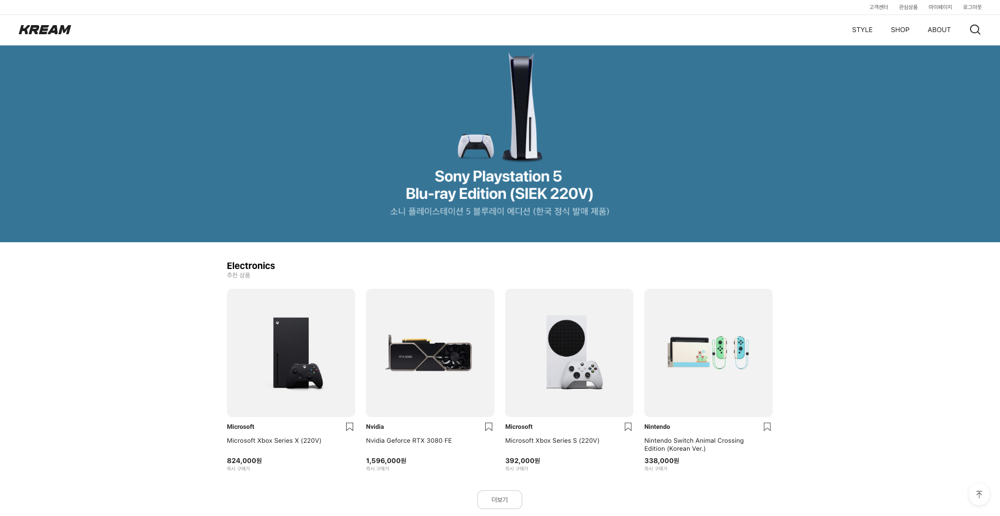 고객센터 관심상품 마이페이지 로그아웃
KREAM STYLE SHOP ABOUT
Sony Playstation 5
Blu-ray Edition (SIEK 220V)
소니 플레이스테이션 5 블루레이 에디션 (한국 정식 발매 제품)
Electronics
추천 상품
RTX 3080
Microsoft
Microsoft Xbox Series X (220V)
824,000원
즉시 구매가
Nvidia
Nvidia Geforce RTX 3080 FE
1,596,000원
즉시 구매가
Microsoft
Microsoft Xbox Series S (220V)
392,000원
즉시 구매가
Nintendo
Nintendo Switch Animal Crossing
Edition (Korean Ver.)
338,000원
즉시 구매가
더보기